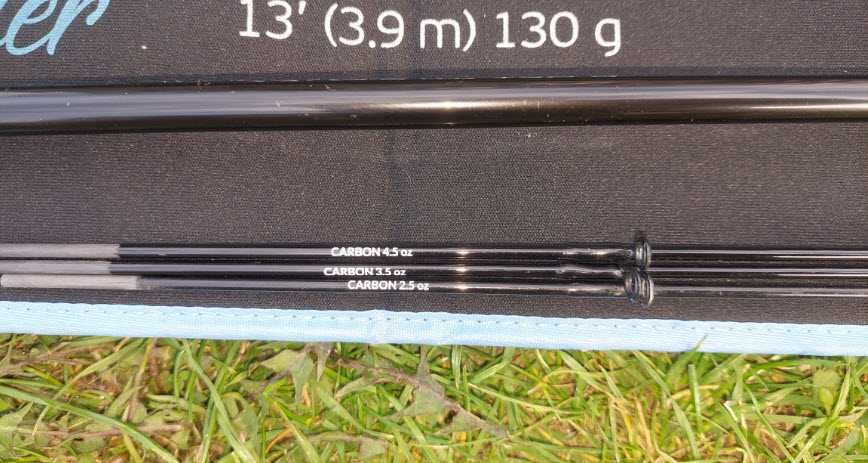 13' (3.9 m) 130 g
CARBON 4.5 oz
CARBON 3.5 oz
CARBON 2.5 oz